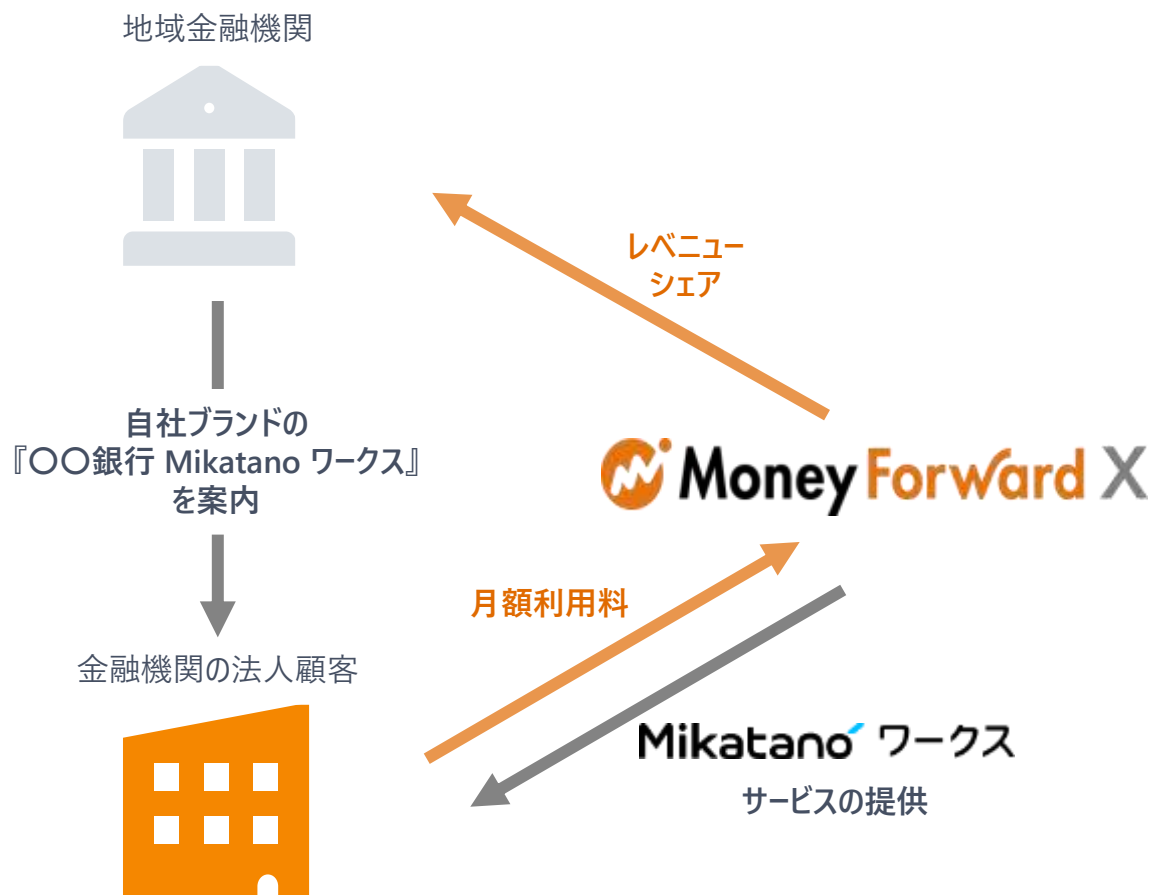 地域金融機関
レベニュー
シェア
自社ブランドの
『〇〇銀行 Mikatano ワークス』
を案内
Money Forward X
月額利用料
金融機関の法人顧客
Mikatano ワークス
サービスの提供